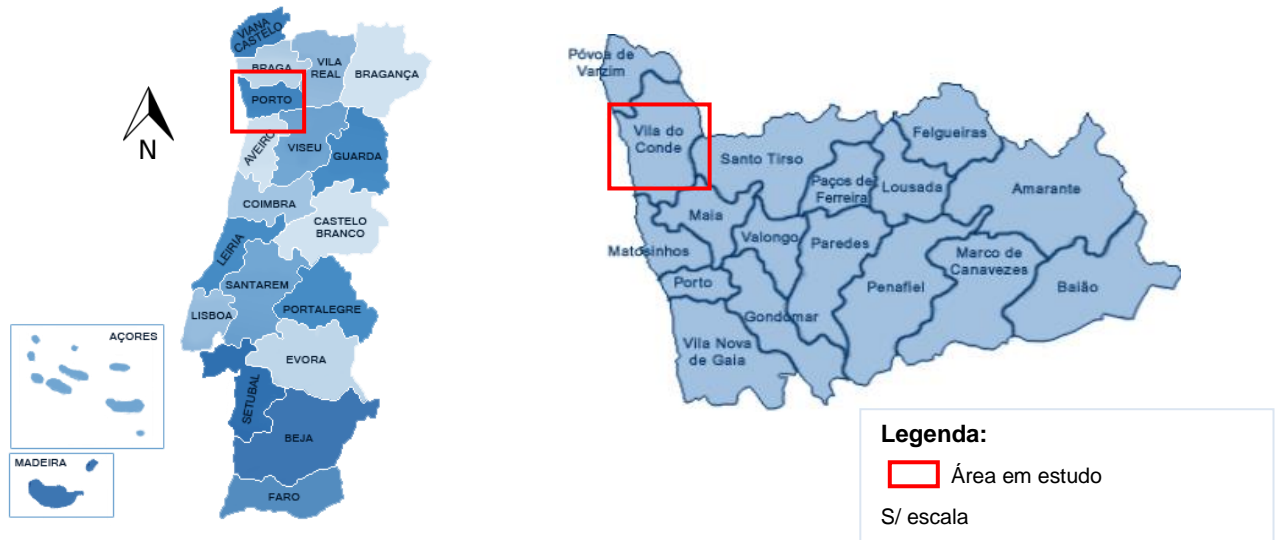 VIANA
CASTELO
BRAGA
VILA
REAL
BRAGANÇA
PORTO
N
AVEIRO
VISEU
GUARDA
COIMBRA
CASTELO
BRANCO
LEIRIA
SANTAREM
LISBOA
PORTALEGRE
AÇORES
EVORA
SETUBAL
BEJA
MADEIRA
FARO
Póvoa de
Varzim
Vila do
Conde
Santo Tirso
Felgueiras
Paços de
Ferreira
Lousada
Amarante
Maia
Valongo
Paredes
Matosinhos
Marco de
Canavezes
Porto
Penafiel
Baião
Gondomar
Vila Nova
de Gaia
Legenda:
Área em estudo
S/ escala